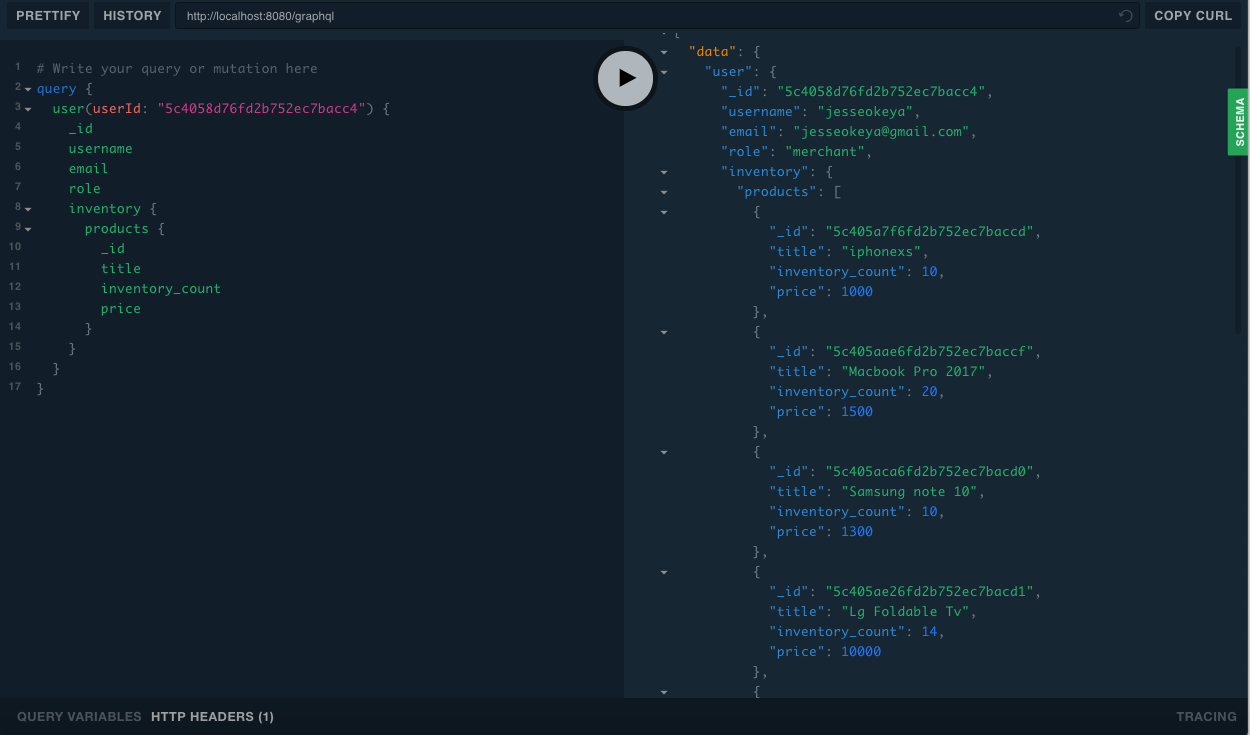 PRETTIFY HISTORY http://localhost:8080/graphql COPY CURL
1 # Write your query or mutation here
2 query {
3 user(userId: "5c4058d76fd2b752ec7bacc4") {
4 _id
5 username
6 email
7 role
8 inventory {
9 products {
10 _id
11 title
12 inventory_count
13 price
14 }
15 }
16 }
17 }
{
"data": {
"user": {
"_id": "5c4058d76fd2b752ec7bacc4",
"username": "jesseokeya",
"email": "jesseokeya@gmail.com",
"role": "merchant",
"inventory": {
"products": [
{
"_id": "5c405a7f6fd2b752ec7baccd",
"title": "iphonexs",
"inventory_count": 10,
"price": 1000
},
{
"_id": "5c405aae6fd2b752ec7baccf",
"title": "Macbook Pro 2017",
"inventory_count": 20,
"price": 1500
},
{
"_id": "5c405aca6fd2b752ec7bacd0",
"title": "Samsung note 10",
"inventory_count": 10,
"price": 1300
},
{
"_id": "5c405ae26fd2b752ec7bacd1",
"title": "Lg Foldable Tv",
"inventory_count": 14,
"price": 10000
},
{
SCHEMA
QUERY VARIABLES HTTP HEADERS (1) TRACING